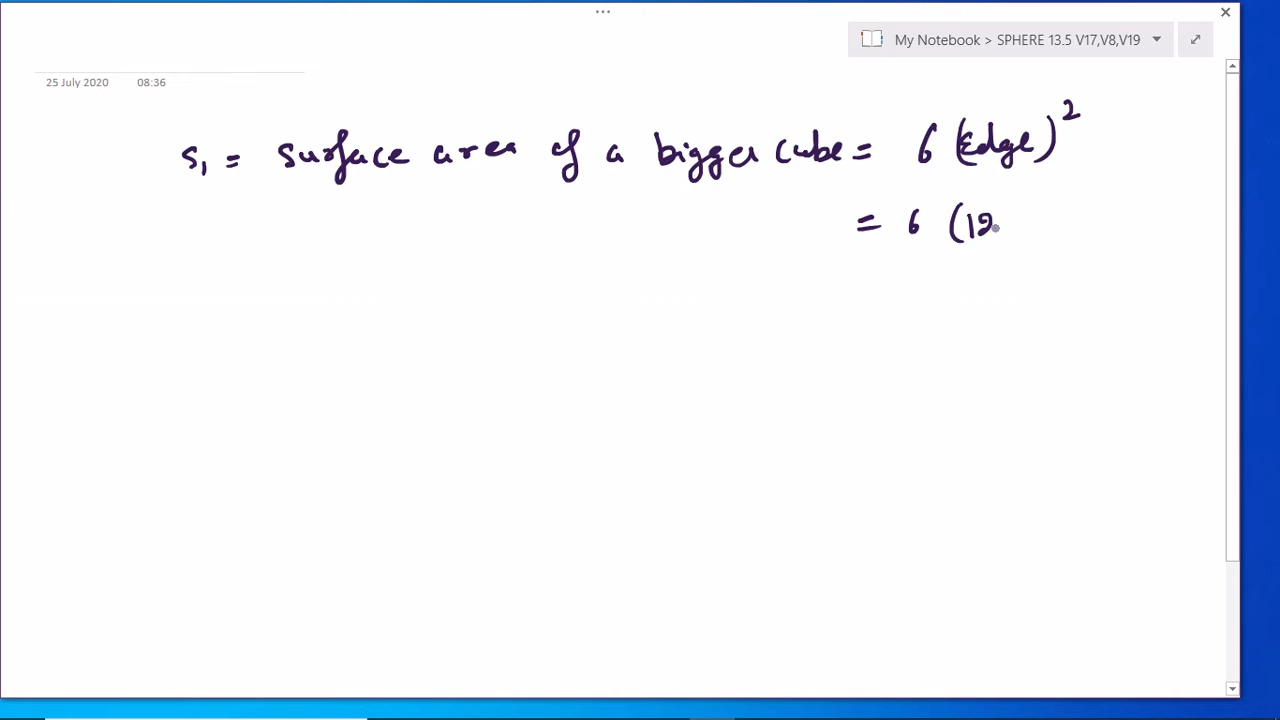 My Notebook > SPHERE 13.5 V17,V8,V19
25 July 2020 08:36
S₁ = surface area of a bigger cube = 6 (Edge)²
= 6 (12